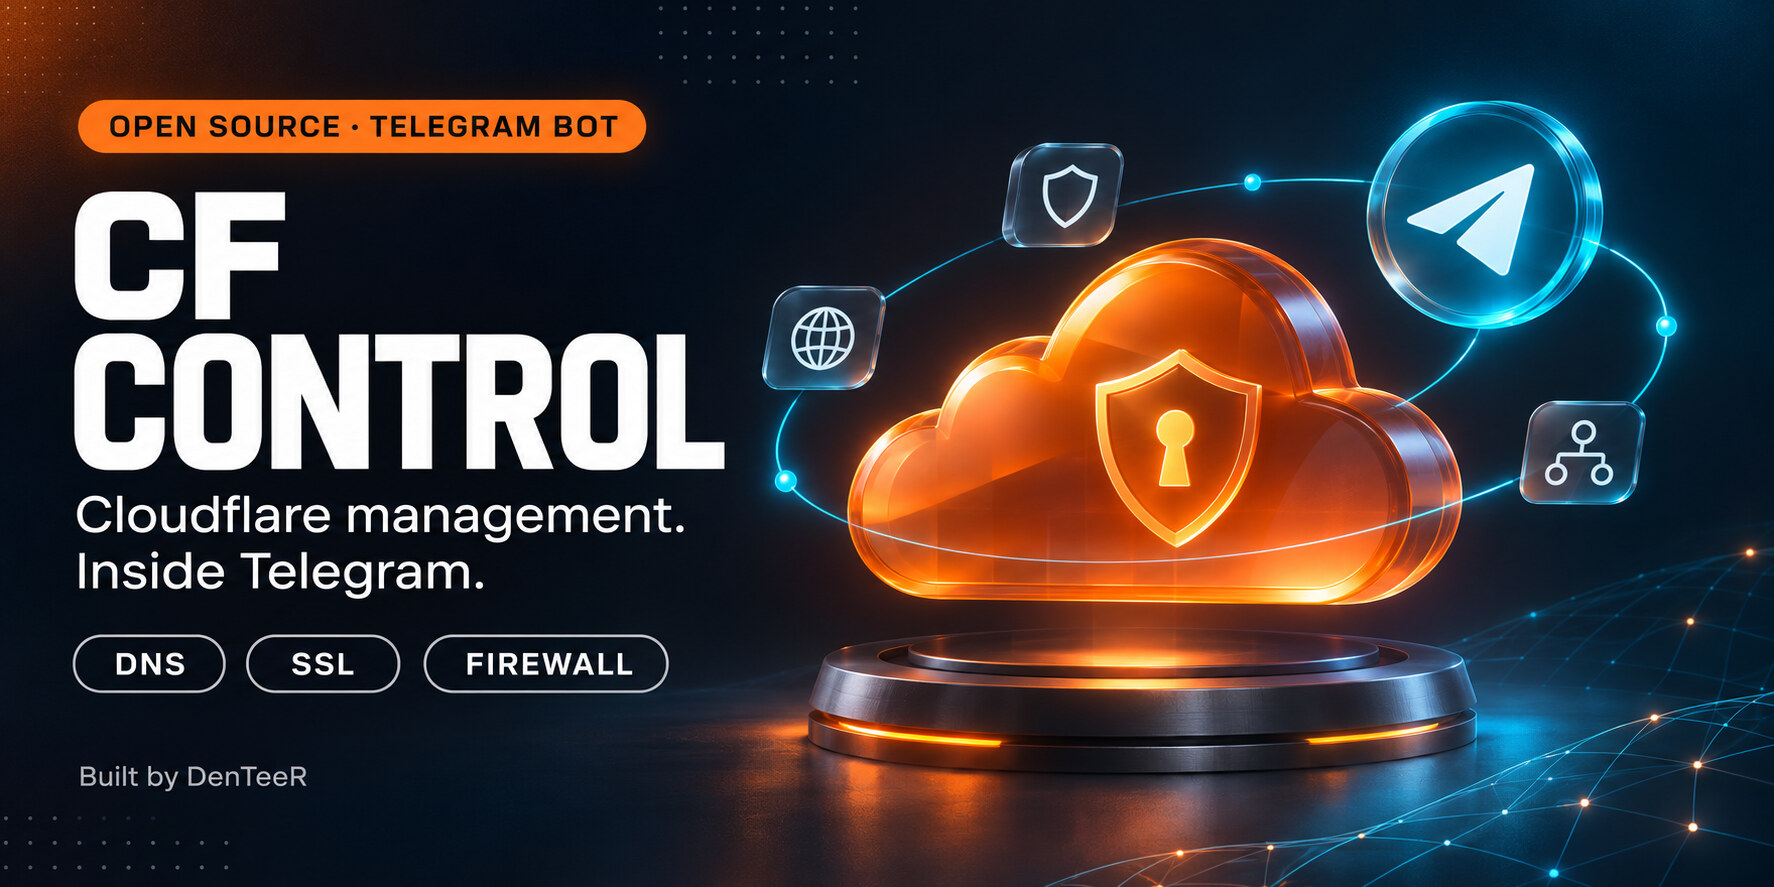 OPEN SOURCE · TELEGRAM BOT
CF
CONTROL
Cloudflare management.
Inside Telegram.
DNS
SSL
FIREWALL
Built by DenTeeR